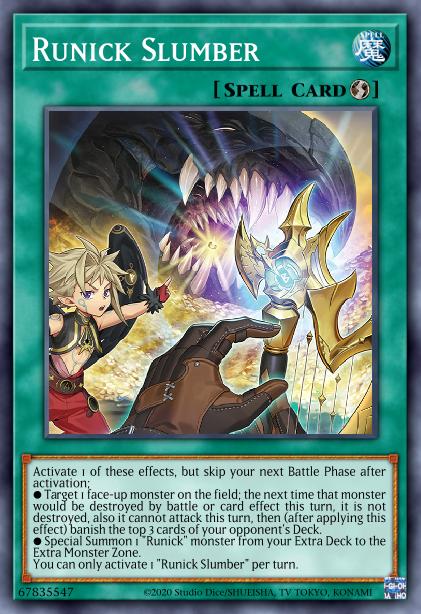 RUNICK SLUMBER
SPELL
魔
[SPELL CARD]
Activate 1 of these effects, but skip your next Battle Phase after
activation;
● Target 1 face-up monster on the field; the next time that monster
would be destroyed by battle or card effect this turn, it is not
destroyed, also it cannot attack this turn, then (after applying this
effect) banish the top 3 cards of your opponent's Deck.
● Special Summon 1 "Runick" monster from your Extra Deck to the
Extra Monster Zone.
You can only activate 1 "Runick Slumber" per turn.
67835547
©2020 Studio Dice/SHUEISHA, TV TOKYO, KONAMI